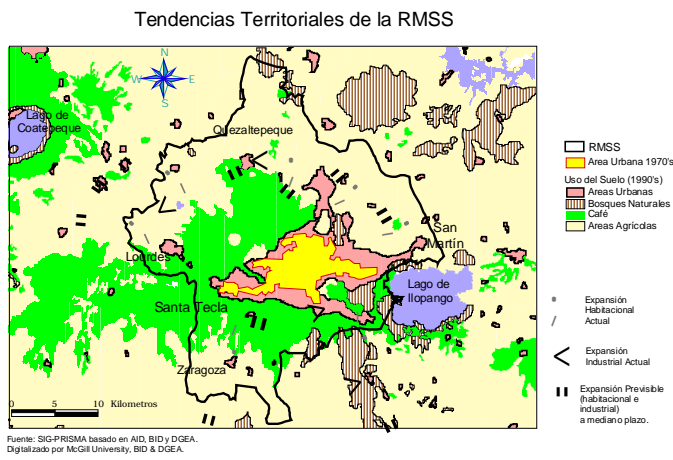 Tendencias Territoriales de la RMSS
N
W
E
S
Lago de
Coatepeque
Quezaltepeque
San
Martín
Lourdes
Lago de
Ilopango
Santa Tecla
Zaragoza
0 5 10 Kilometros
RMSS
Area Urbana 1970's
Uso del Suelo (1990's)
Areas Urbanas
Bosques Naturales
Café
Areas Agrícolas
Expansión
Habitacional
Actual
Expansión
Industrial Actual
Expansión Previsible
(habitacional e
industrial)
a mediano plazo.
Fuente: SIG-PRISMA basado en AID, BID y DGEA.
Digitalizado por McGill University, BID & DGEA.